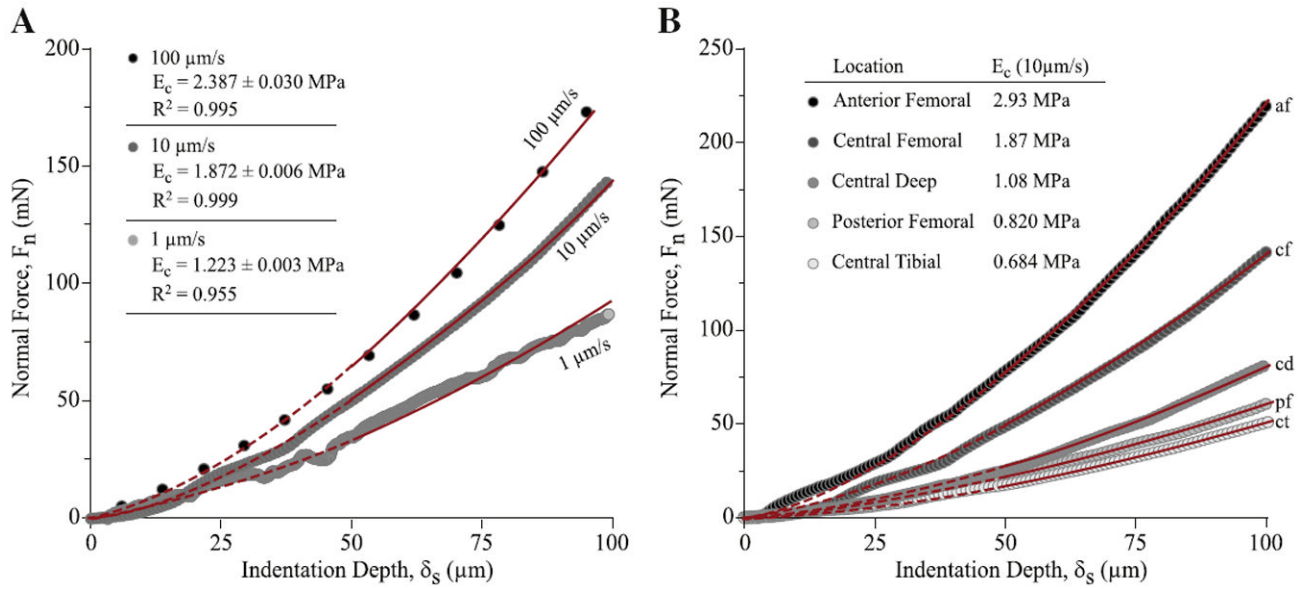 A
200
150
100
50
0
Normal Force, Fn (mN)
100 µm/s
Ec = 2.387 ± 0.030 MPa
R² = 0.995
10 µm/s
Ec = 1.872 ± 0.006 MPa
R² = 0.999
1 µm/s
Ec = 1.223 ± 0.003 MPa
R² = 0.955
100 µm/s
10 µm/s
1 µm/s
0 25 50 75 100
Indentation Depth, δs (µm)
B
250
200
150
100
50
0
Normal Force, Fn (mN)
Location Ec (10µm/s)
Anterior Femoral 2.93 MPa
Central Femoral 1.87 MPa
Central Deep 1.08 MPa
Posterior Femoral 0.820 MPa
Central Tibial 0.684 MPa
af
cf
cd
pf
ct
0 25 50 75 100
Indentation Depth, δs (µm)